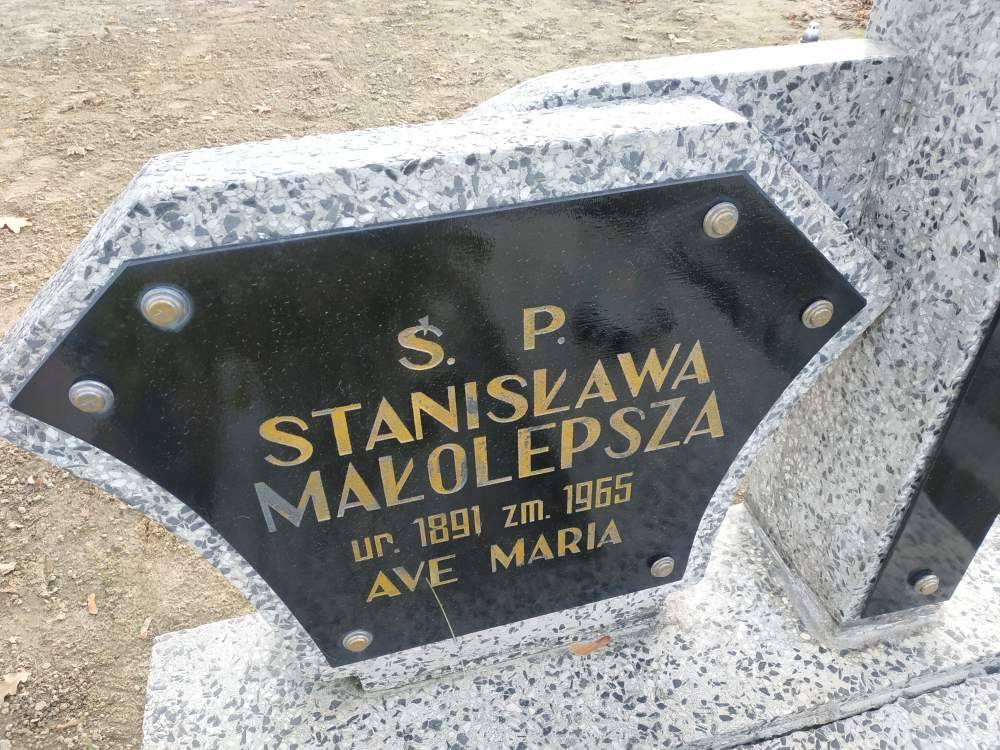 Ś. P.
STANISŁAWA
MAŁOLEPSZA
ur. 1891 zm. 1965
AVE MARIA